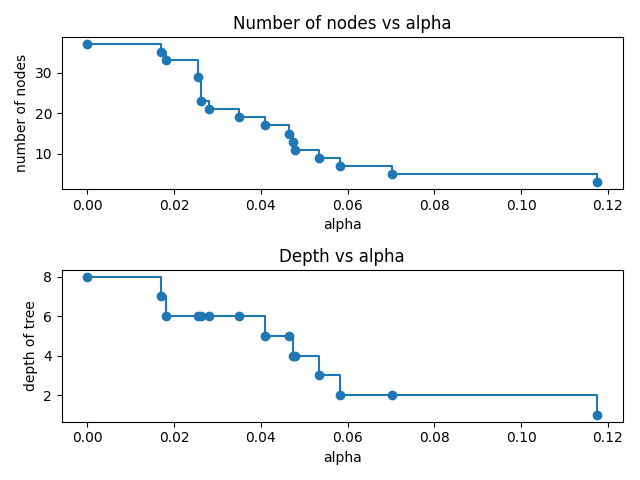 Number of nodes vs alpha
number of nodes
30
20
10
0.00 0.02 0.04 0.06 0.08 0.10 0.12
alpha
Depth vs alpha
depth of tree
8
6
4
2
0.00 0.02 0.04 0.06 0.08 0.10 0.12
alpha